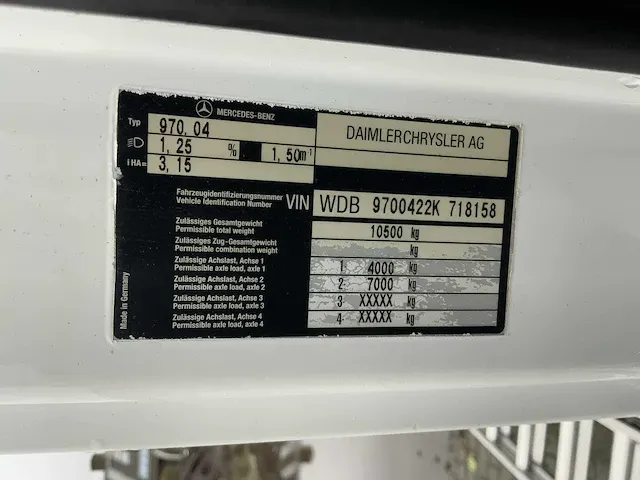 MERCEDES-BENZ
Typ 970.04
1,25 % 1,50m⁻¹
iHA= 3,15
DAIMLERCHRYSLER AG
Fahrzeugidentifizierungsnummer
Vehicle Identification Number VIN WDB 9700422K 718158
Zulässiges Gesamtgewicht
Permissible total weight 10500 kg
Zulässiges Zug-Gesamtgewicht
Permissible combination weight kg
Zulässige Achslast, Achse 1
Permissible axle load, axle 1 1 4000 kg
Zulässige Achslast, Achse 2
Permissible axle load, axle 2 2 7000 kg
Zulässige Achslast, Achse 3
Permissible axle load, axle 3 3 XXXXX kg
Zulässige Achslast, Achse 4
Permissible axle load, axle 4 4 XXXXX kg
Made in Germany